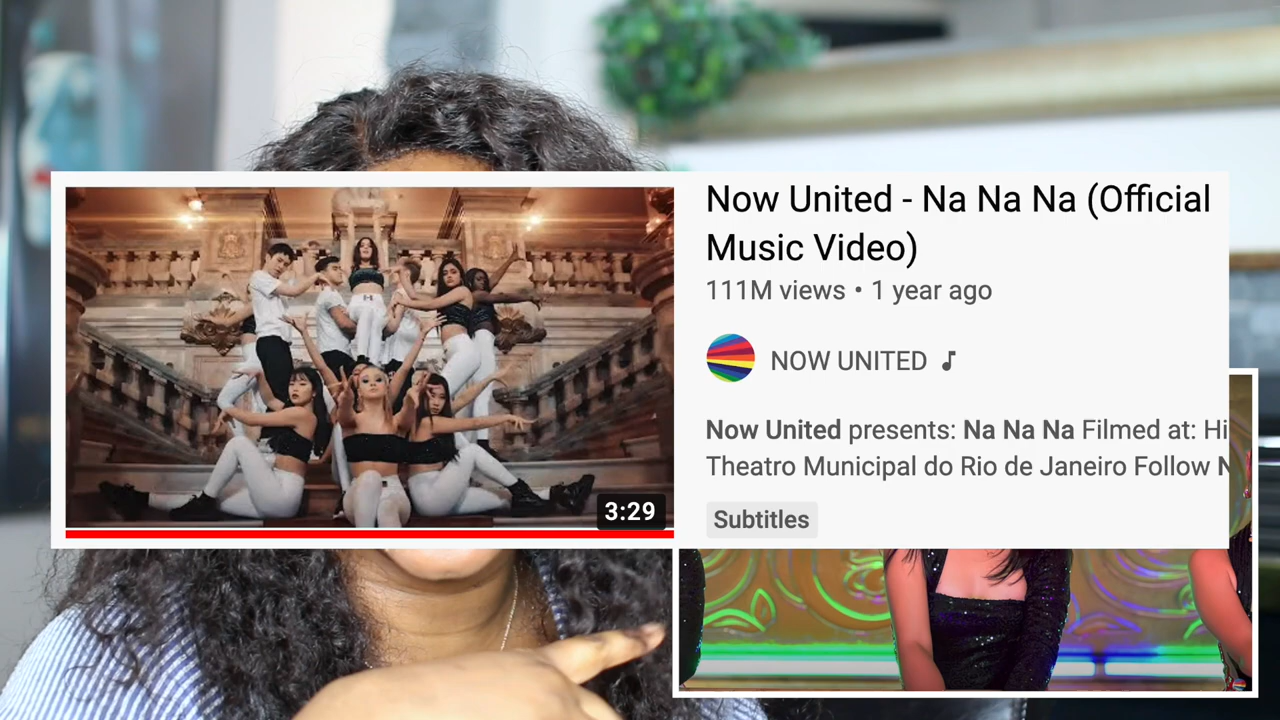 Now United - Na Na Na (Official
Music Video)
111M views • 1 year ago
NOW UNITED
Now United presents: Na Na Na Filmed at: Hi
Theatro Municipal do Rio de Janeiro Follow N
Subtitles
3:29